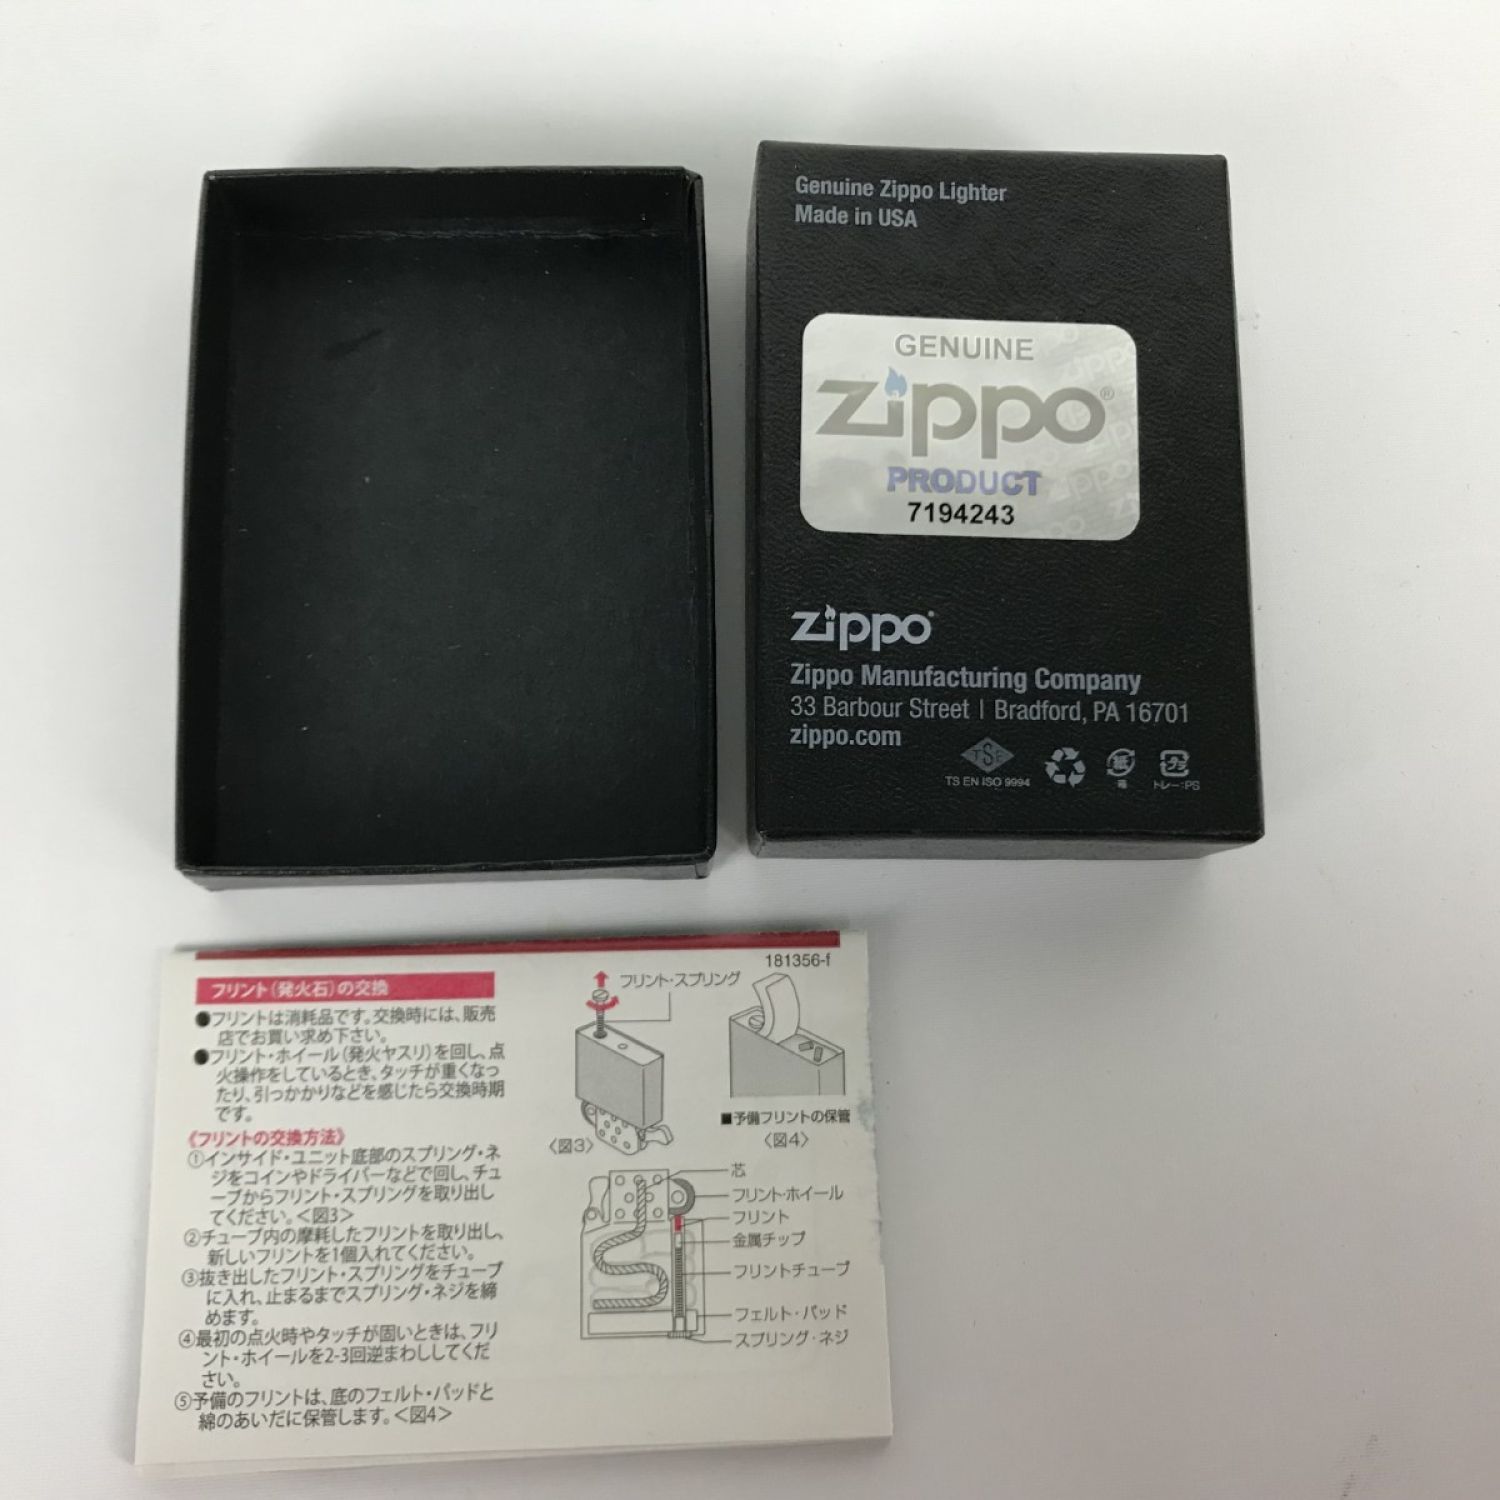 Genuine Zippo Lighter
Made in USA
GENUINE
zippo®
PRODUCT
7194243
zippo
Zippo Manufacturing Company
33 Barbour Street | Bradford, PA 16701
zippo.com
TSE
TS EN ISO 9994
紙
箱
プラ
トレー:PS
181356-f
フリント(発火石)の交換
●フリントは消耗品です。交換時には、販売
店でお買い求め下さい。
●フリント・ホイール(発火ヤスリ)を回し、点
火操作をしているとき、タッチが重くなっ
たり、引っかかりなどを感じたら交換時期
です。
《フリントの交換方法》
①インサイド・ユニット底部のスプリング・ネ
ジをコインやドライバーなどで回し、チュ
ーブからフリント・スプリングを取り出し
てください。<図3>
②チューブ内の摩耗したフリントを取り出し、
新しいフリントを1個入れてください。
③抜き出したフリント・スプリングをチューブ
に入れ、止まるまでスプリング・ネジを締
めます。
④最初の点火時やタッチが固いときは、フリ
ント・ホイールを2-3回逆まわししてくだ
さい。
⑤予備のフリントは、底のフェルト・パッドと
綿のあいだに保管します。<図4>
フリント・スプリング
<図3>
■予備フリントの保管
<図4>
芯
フリント・ホイール
フリント
金属チップ
フリントチューブ
フェルト・パッド
スプリング・ネジ